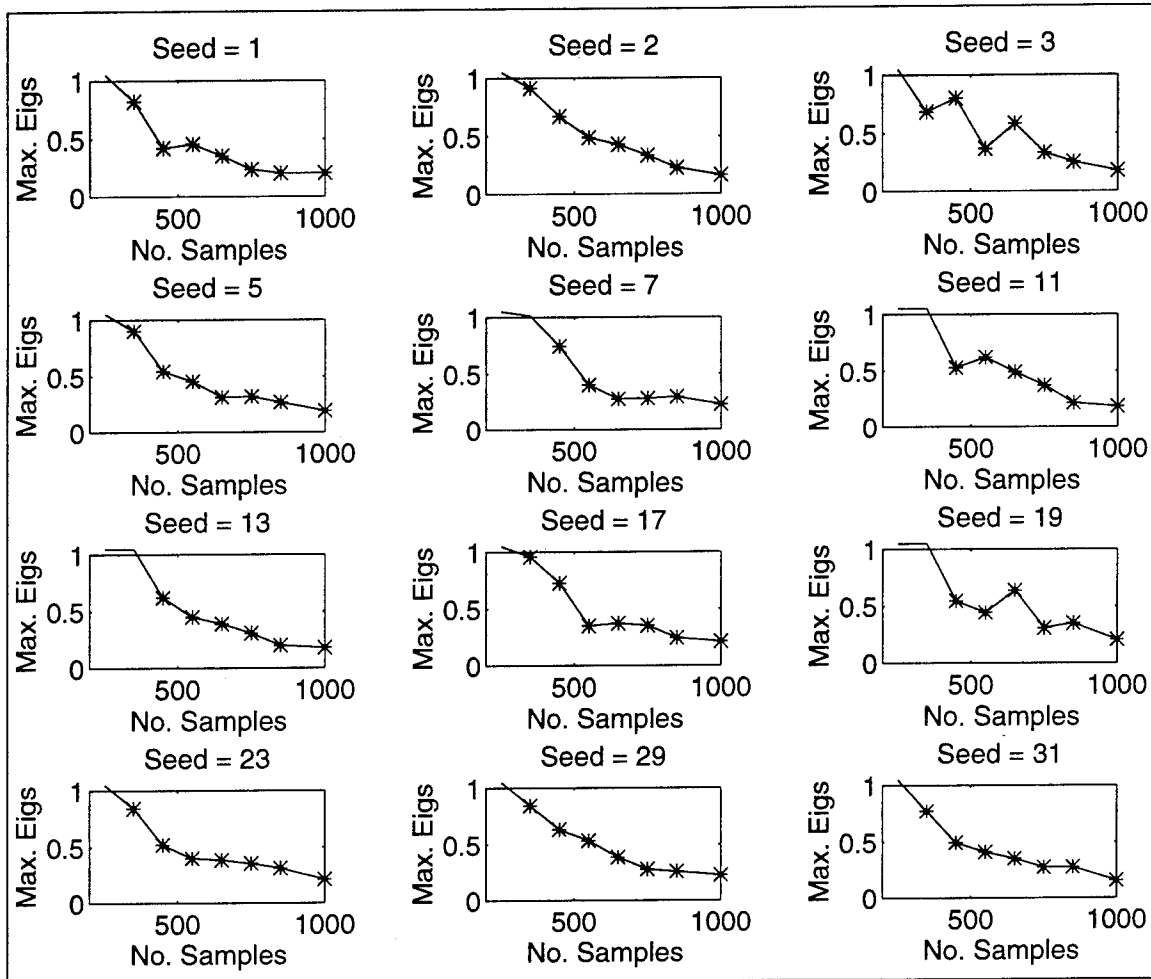 Seed = 1
Seed = 2
Seed = 3
1
0.5
0
Max. Eigs
500
1000
No. Samples
1
0.5
0
Max. Eigs
500
1000
No. Samples
1
0.5
0
Max. Eigs
500
1000
No. Samples
Seed = 5
Seed = 7
Seed = 11
1
0.5
0
Max. Eigs
500
1000
No. Samples
1
0.5
0
Max. Eigs
500
1000
No. Samples
1
0.5
0
Max. Eigs
500
1000
No. Samples
Seed = 13
Seed = 17
Seed = 19
1
0.5
0
Max. Eigs
500
1000
No. Samples
1
0.5
0
Max. Eigs
500
1000
No. Samples
1
0.5
0
Max. Eigs
500
1000
No. Samples
Seed = 23
Seed = 29
Seed = 31
1
0.5
0
Max. Eigs
500
1000
No. Samples
1
0.5
0
Max. Eigs
500
1000
No. Samples
1
0.5
0
Max. Eigs
500
1000
No. Samples